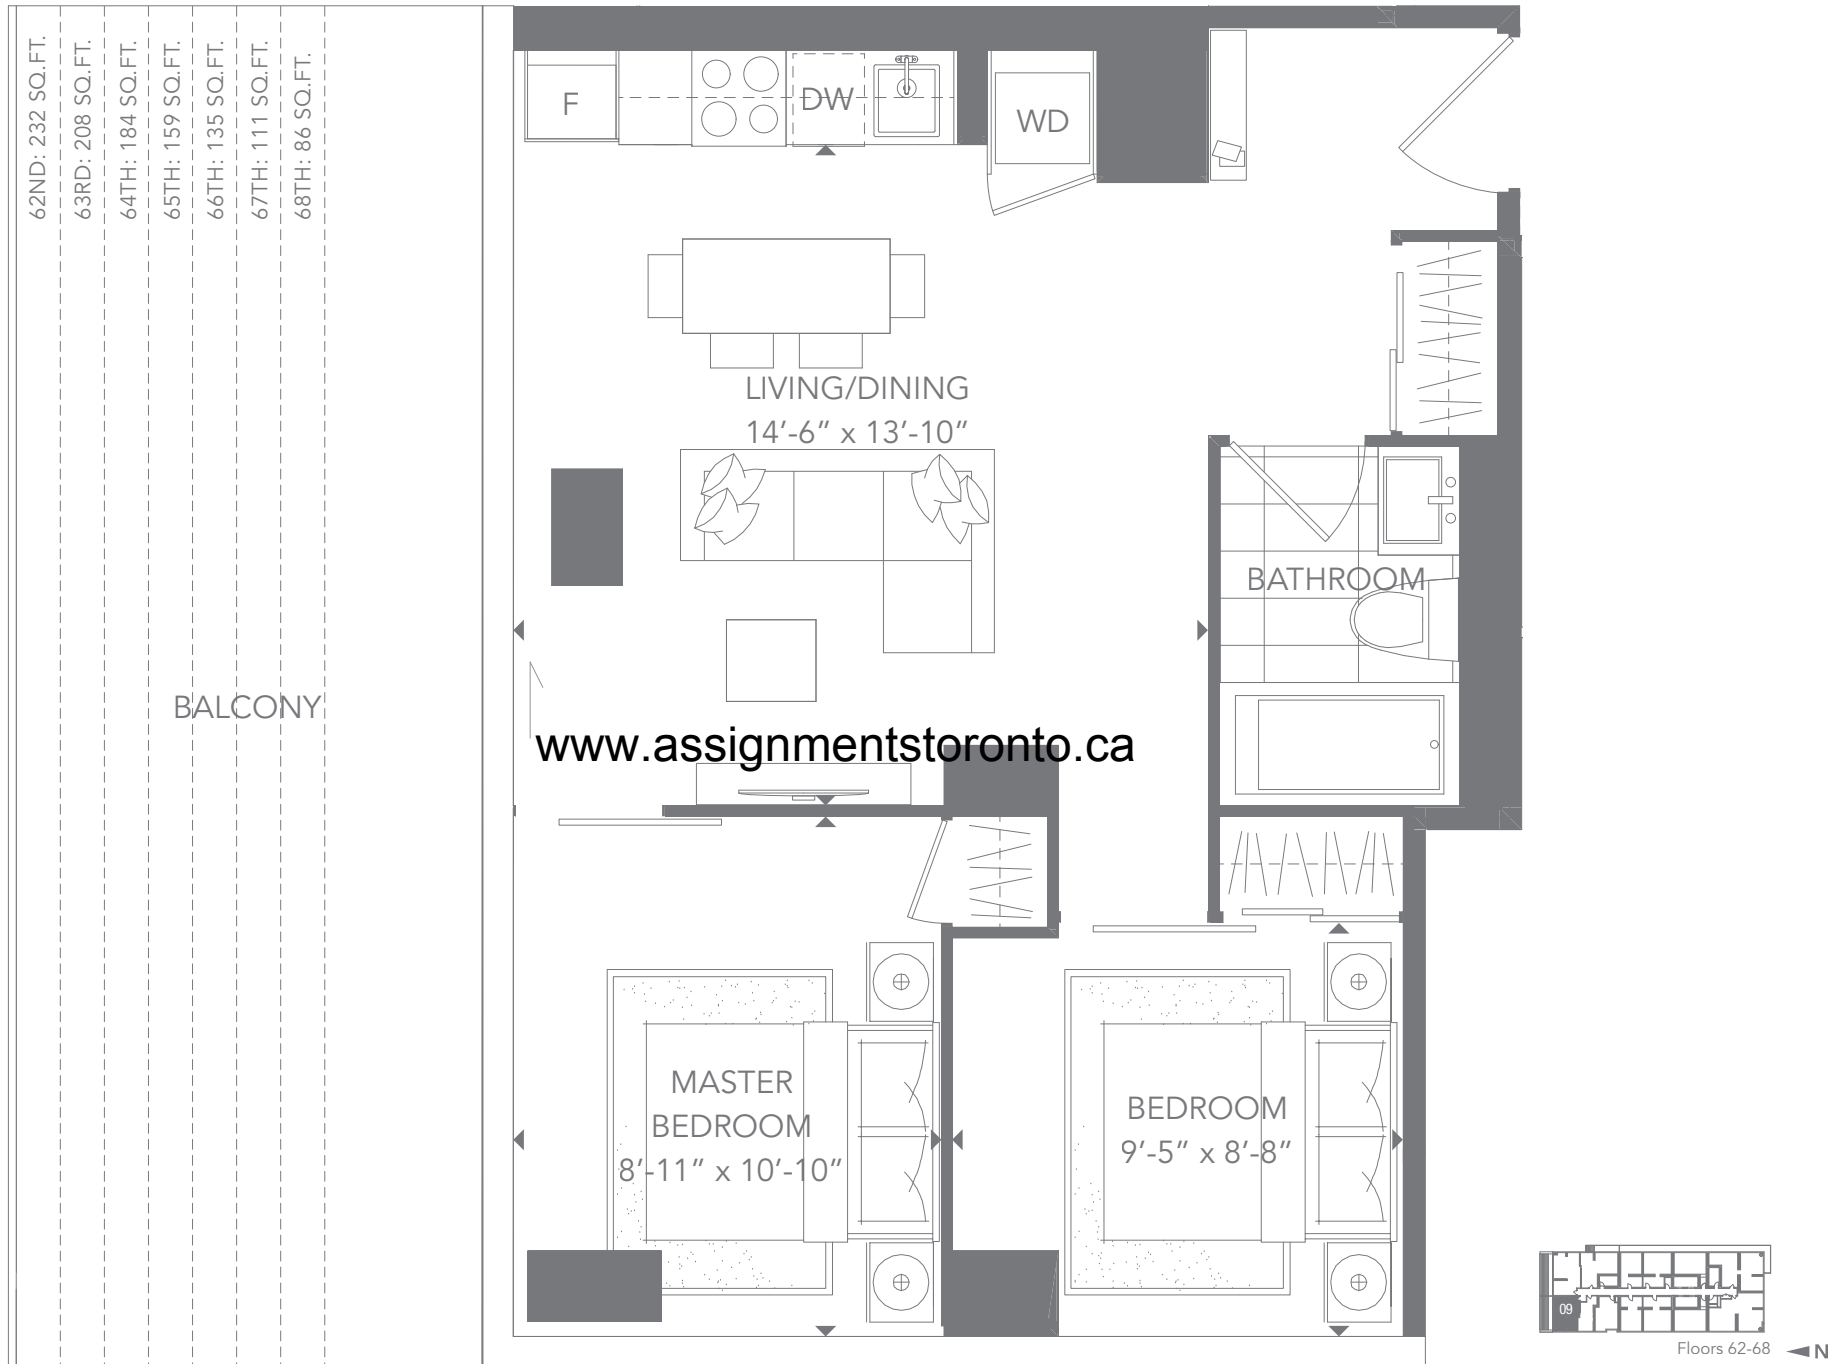 62ND: 232 SQ.FT.
63RD: 208 SQ.FT.
64TH: 184 SQ.FT.
65TH: 159 SQ.FT.
66TH: 135 SQ.FT.
67TH: 111 SQ.FT.
68TH: 86 SQ.FT.
F
DW
WD
LIVING/DINING
14’-6” x 13’-10”
BATHROOM
BALCONY
www.assignmentstoronto.ca
MASTER
BEDROOM
8’-11” x 10’-10”
BEDROOM
9’-5” x 8’-8”
09
Floors 62-68
N